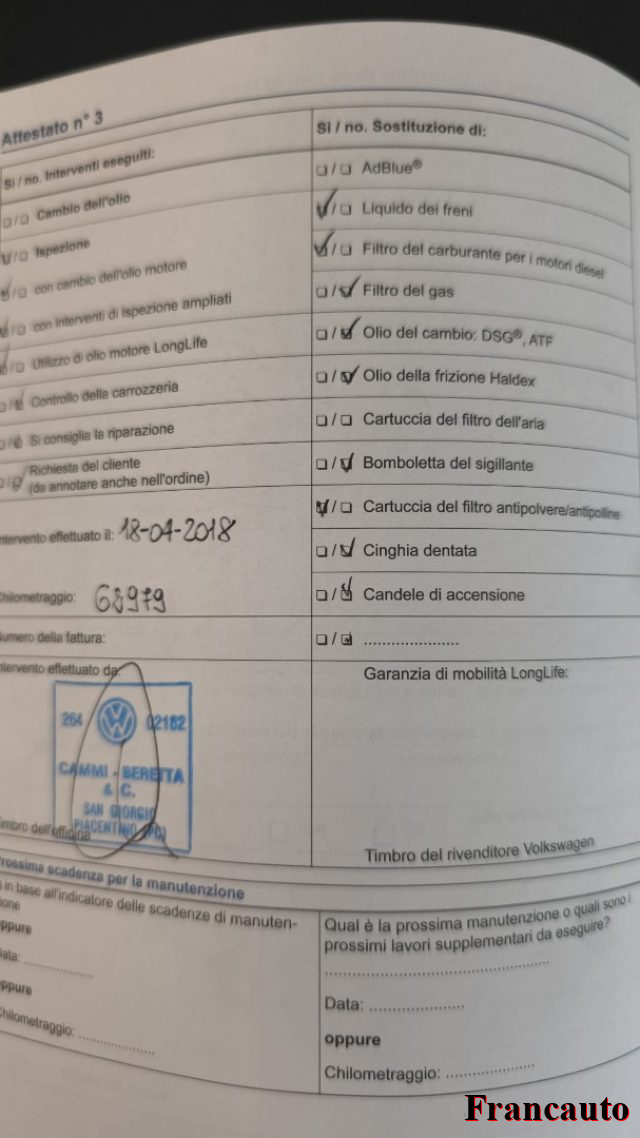 Attestato n° 3
Si / no. Interventi eseguiti:
Cambio dell'olio
Ispezione
con cambio dell'olio motore
con interventi di ispezione ampliati
Utilizzo di olio motore LongLife
Controllo della carrozzeria
Si consiglia la riparazione
Richiesta del cliente
(da annotare anche nell'ordine)
effettuato il: 18-04-2018
Chilometraggio: 68979
della fattura:
effettuato da:
264 02182
CAMMI - BERETTA
& C.
SAN GIORGIO
PIACENTINO (PC)
Timbro dell'officina
Si / no. Sostituzione di:
AdBlue®
Liquido dei freni
Filtro del carburante per i motori diesel
Filtro del gas
Olio del cambio: DSG®, ATF
Olio della frizione Haldex
Cartuccia del filtro dell'aria
Bomboletta del sigillante
Cartuccia del filtro antipolvere/antipolline
Cinghia dentata
Candele di accensione
Garanzia di mobilità LongLife:
Timbro del rivenditore Volkswagen
Prossima scadenza per la manutenzione
in base all'indicatore delle scadenze di manuten-
zione
oppure
Data:
oppure
Chilometraggio:
Qual è la prossima manutenzione o quali sono i
prossimi lavori supplementari da eseguire?
Data:
oppure
Chilometraggio:
Francauto